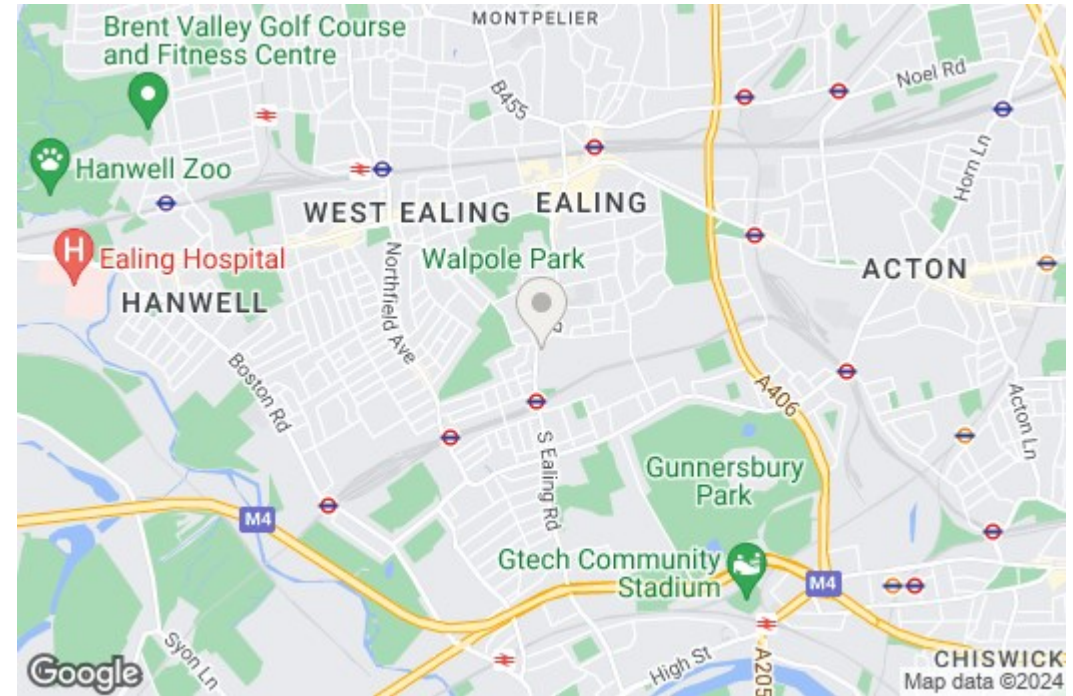 MONTPELIER
Brent Valley Golf Course
and Fitness Centre
Noel Rd
B455
Horn Ln
Hanwell Zoo
WEST EALING
EALING
Walpole Park
Ealing Hospital
H
HANWELL
ACTON
Northfield Ave
Boston Rd
A406
Acton Ln
S Ealing Rd
Gunnersbury
Park
M4
Gtech Community
Stadium
M4
Syon Ln
High St
A205
CHISWICK
Google
Map data ©2024